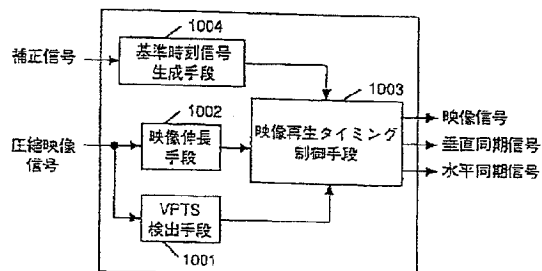 1004
補正信号
基準時刻信号
生成手段
1003
1002
圧縮映像
信号
映像伸長
手段
映像再生タイミング
制御手段
映像信号
垂直同期信号
水平同期信号
VPTS
検出手段
1001